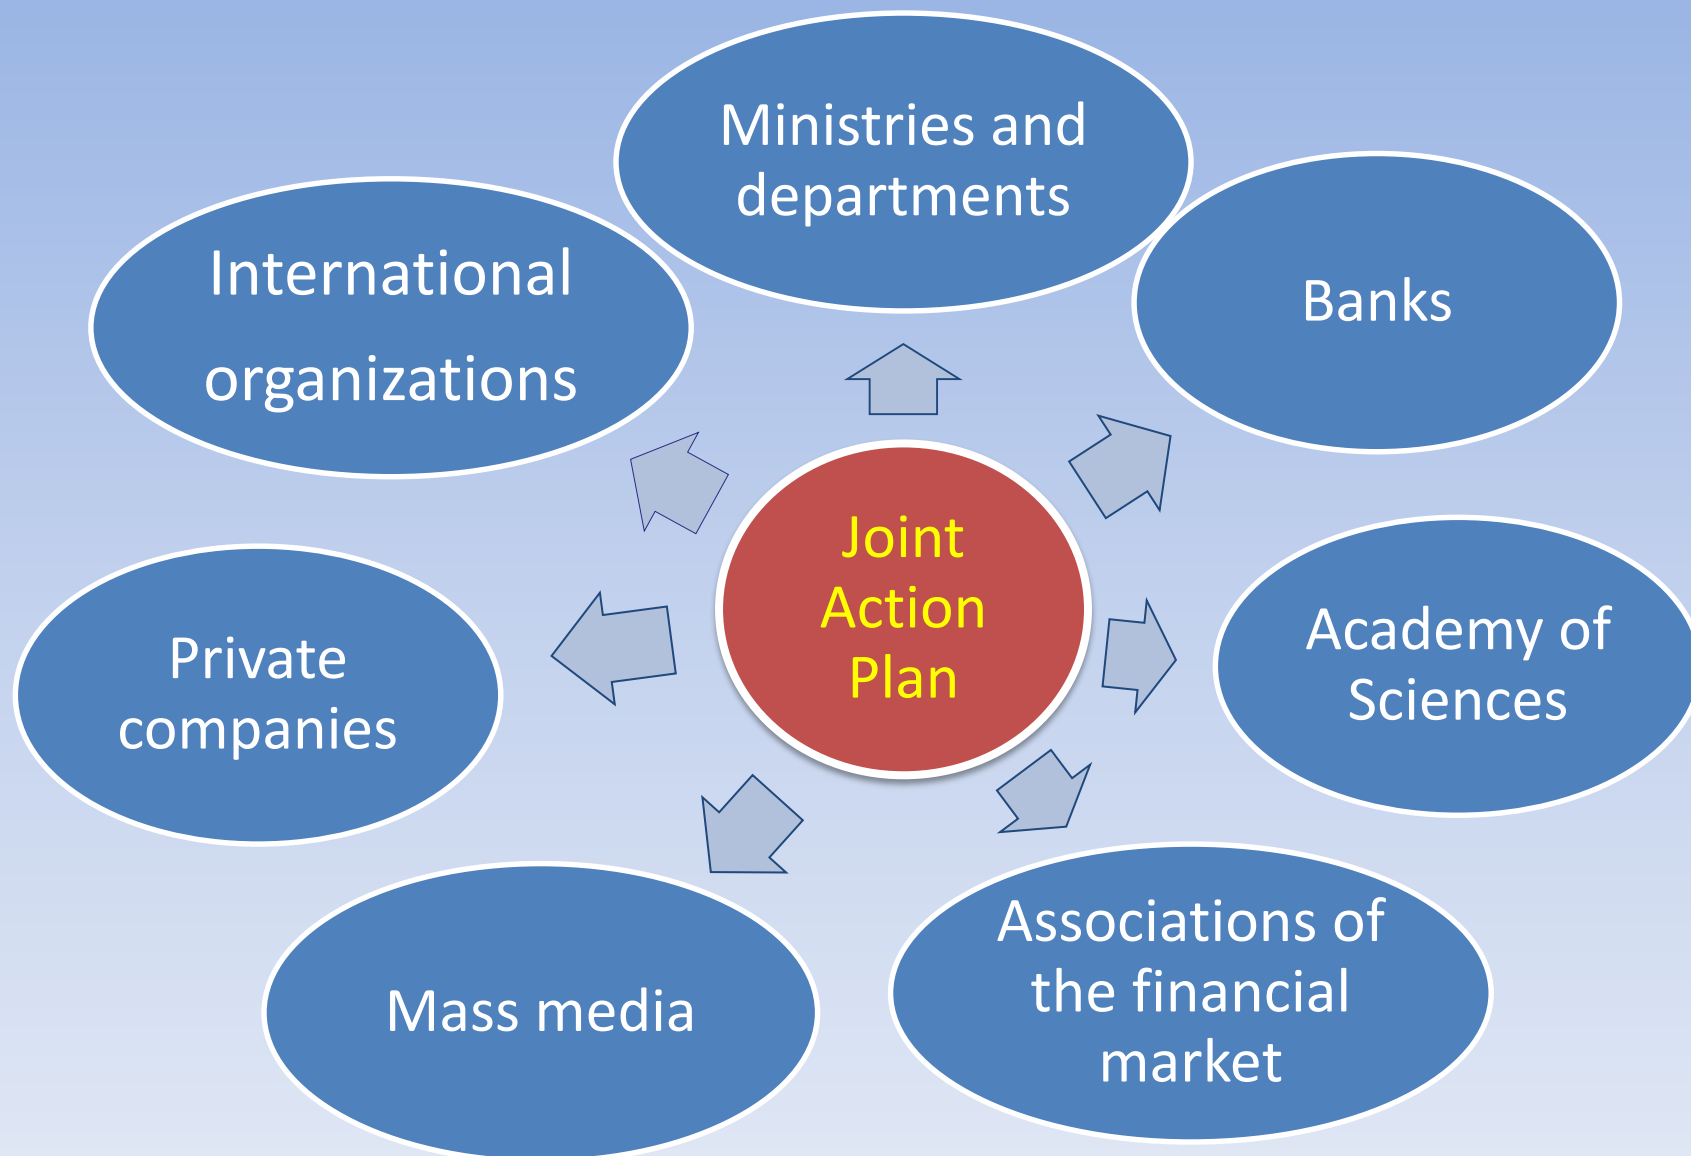 Ministries and
departments
International
organizations
Banks
Joint
Action
Plan
Private
companies
Academy of
Sciences
Mass media
Associations of
the financial
market